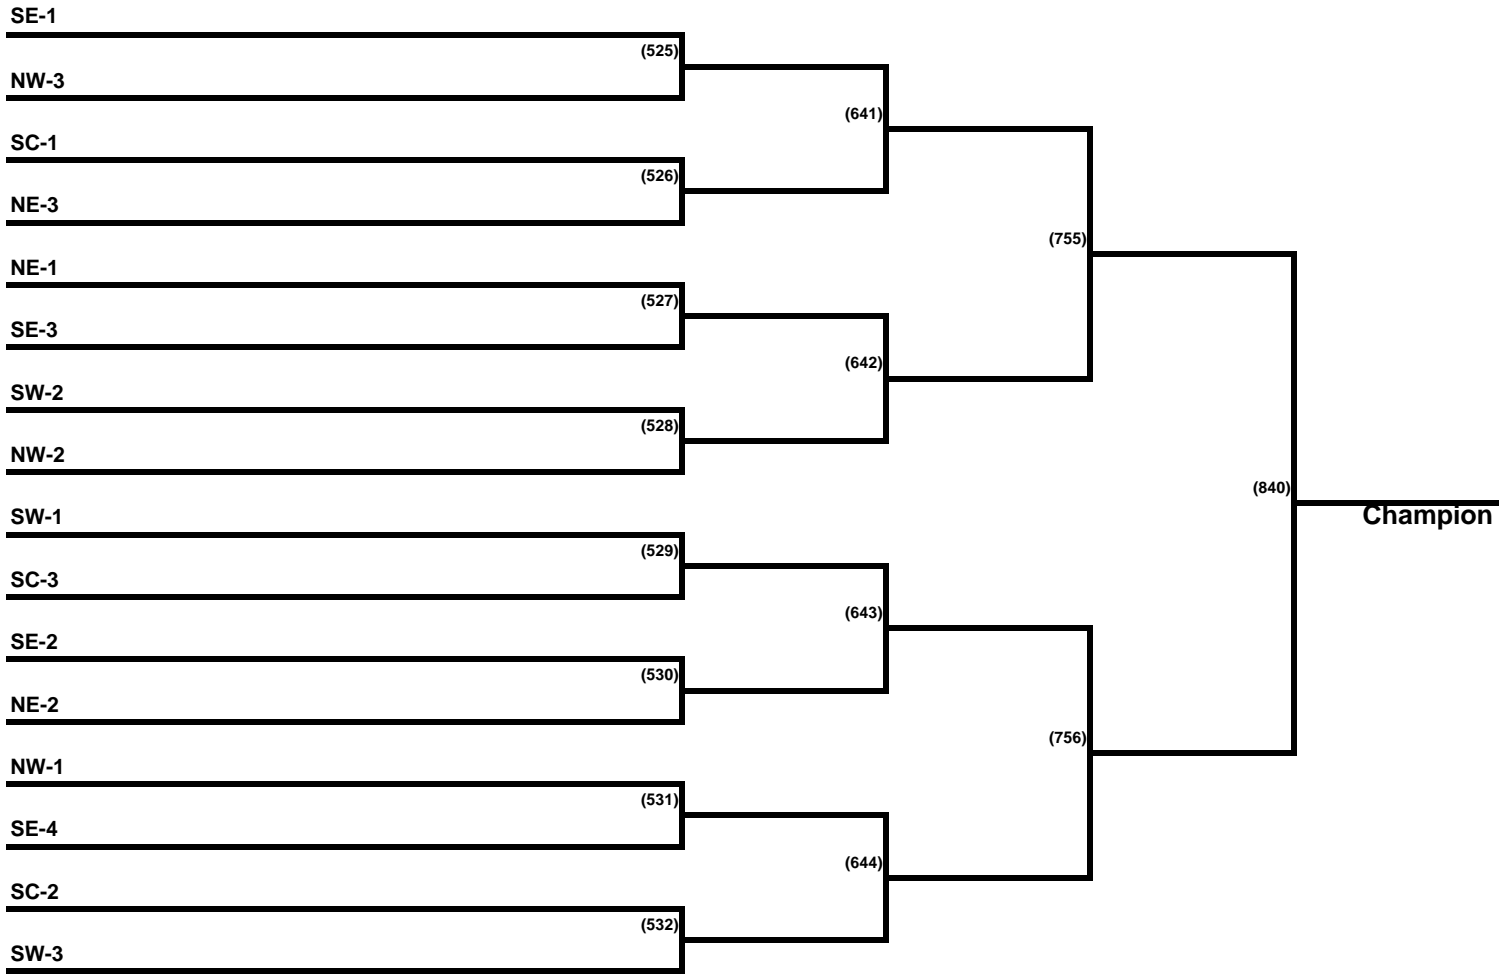 SE-1
(525)
NW-3
(641)
SC-1
(526)
NE-3
(755)
NE-1
(527)
SE-3
(642)
SW-2
(528)
NW-2
(840)
SW-1
Champion
(529)
SC-3
(643)
SE-2
(530)
NE-2
(756)
NW-1
(531)
SE-4
(644)
SC-2
(532)
SW-3